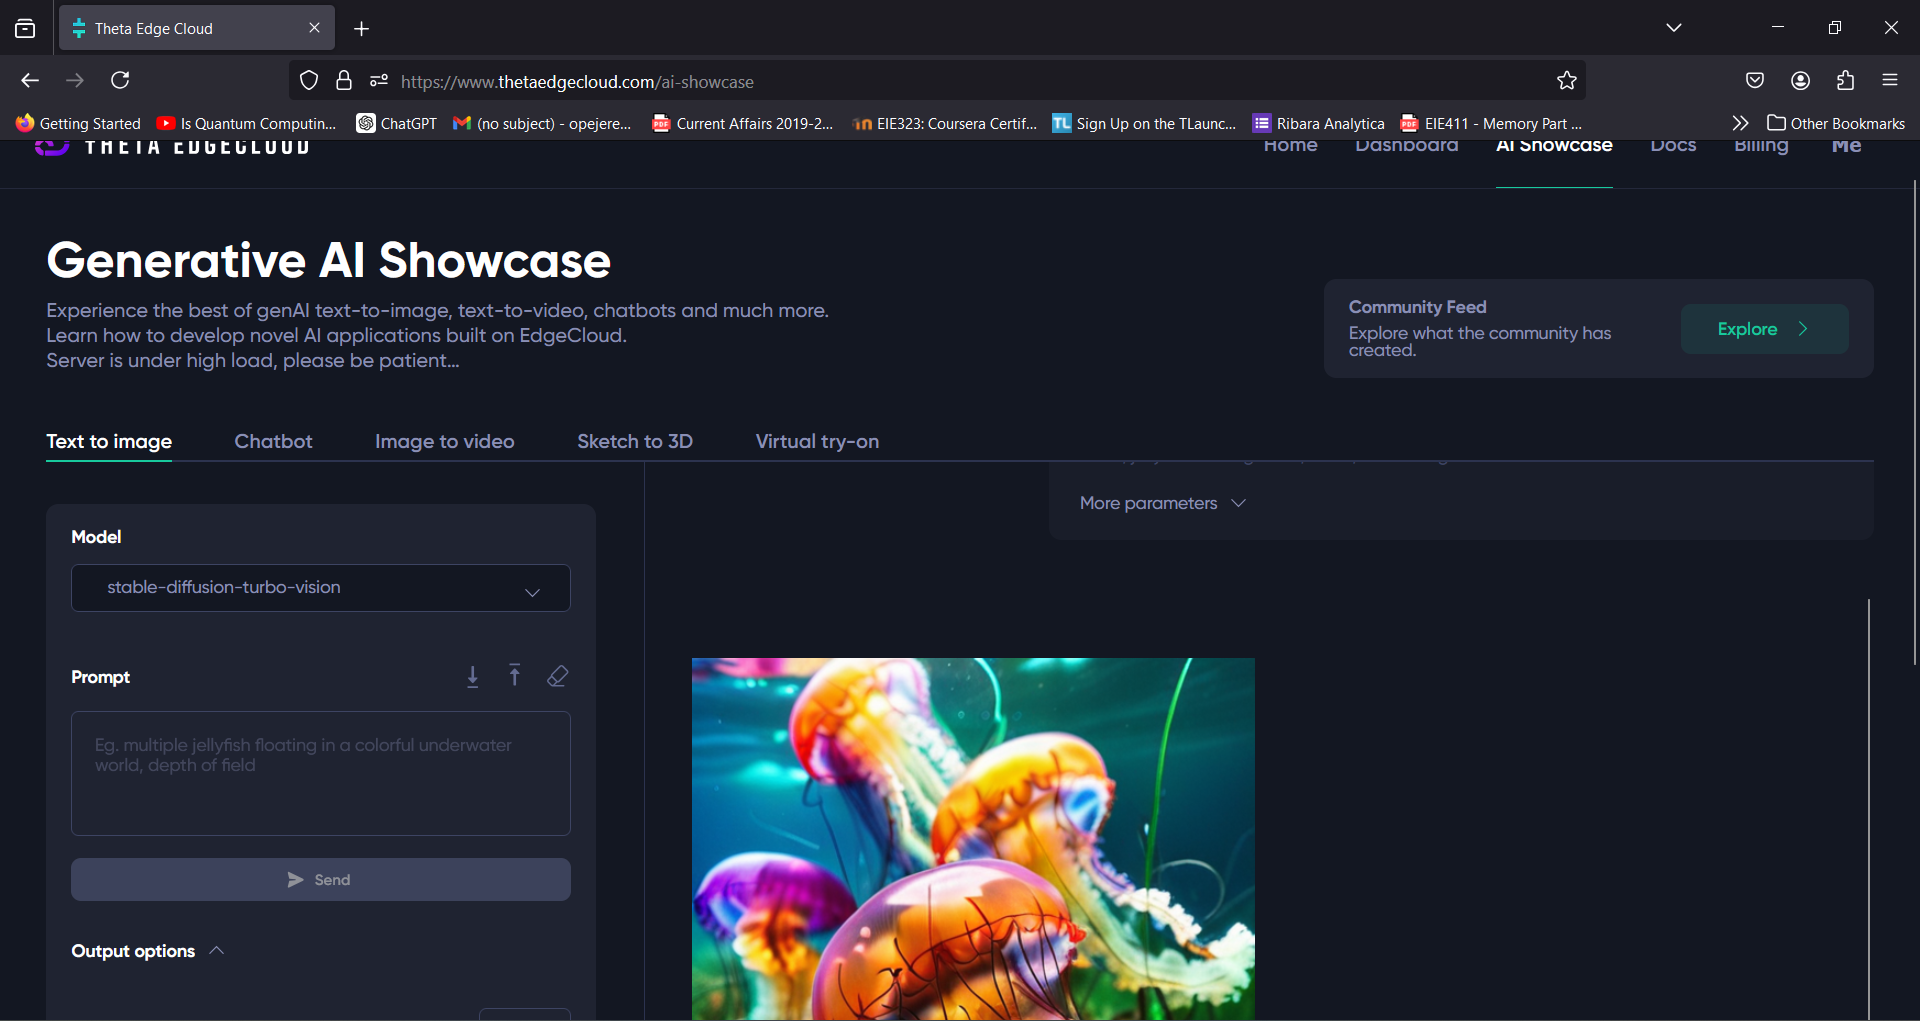 Theta Edge Cloud
https://www.thetaedgecloud.com/ai-showcase
Getting Started
Is Quantum Computin...
ChatGPT
(no subject) - opejere...
Current Affairs 2019-2...
EIE323: Coursera Certif...
Sign Up on the TLaunc...
Ribara Analytica
EIE411 - Memory Part ...
Other Bookmarks
THETA EDGECLOUD
Home
Dashboard
AI Showcase
Docs
Billing
Me
Generative AI Showcase
Experience the best of genAI text-to-image, text-to-video, chatbots and much more.
Learn how to develop novel AI applications built on EdgeCloud.
Server is under high load, please be patient...
Community Feed
Explore what the community has
created.
Explore
Text to image
Chatbot
Image to video
Sketch to 3D
Virtual try-on
More parameters
Model
stable-diffusion-turbo-vision
Prompt
Eg. multiple jellyfish floating in a colorful underwater
world, depth of field
Send
Output options